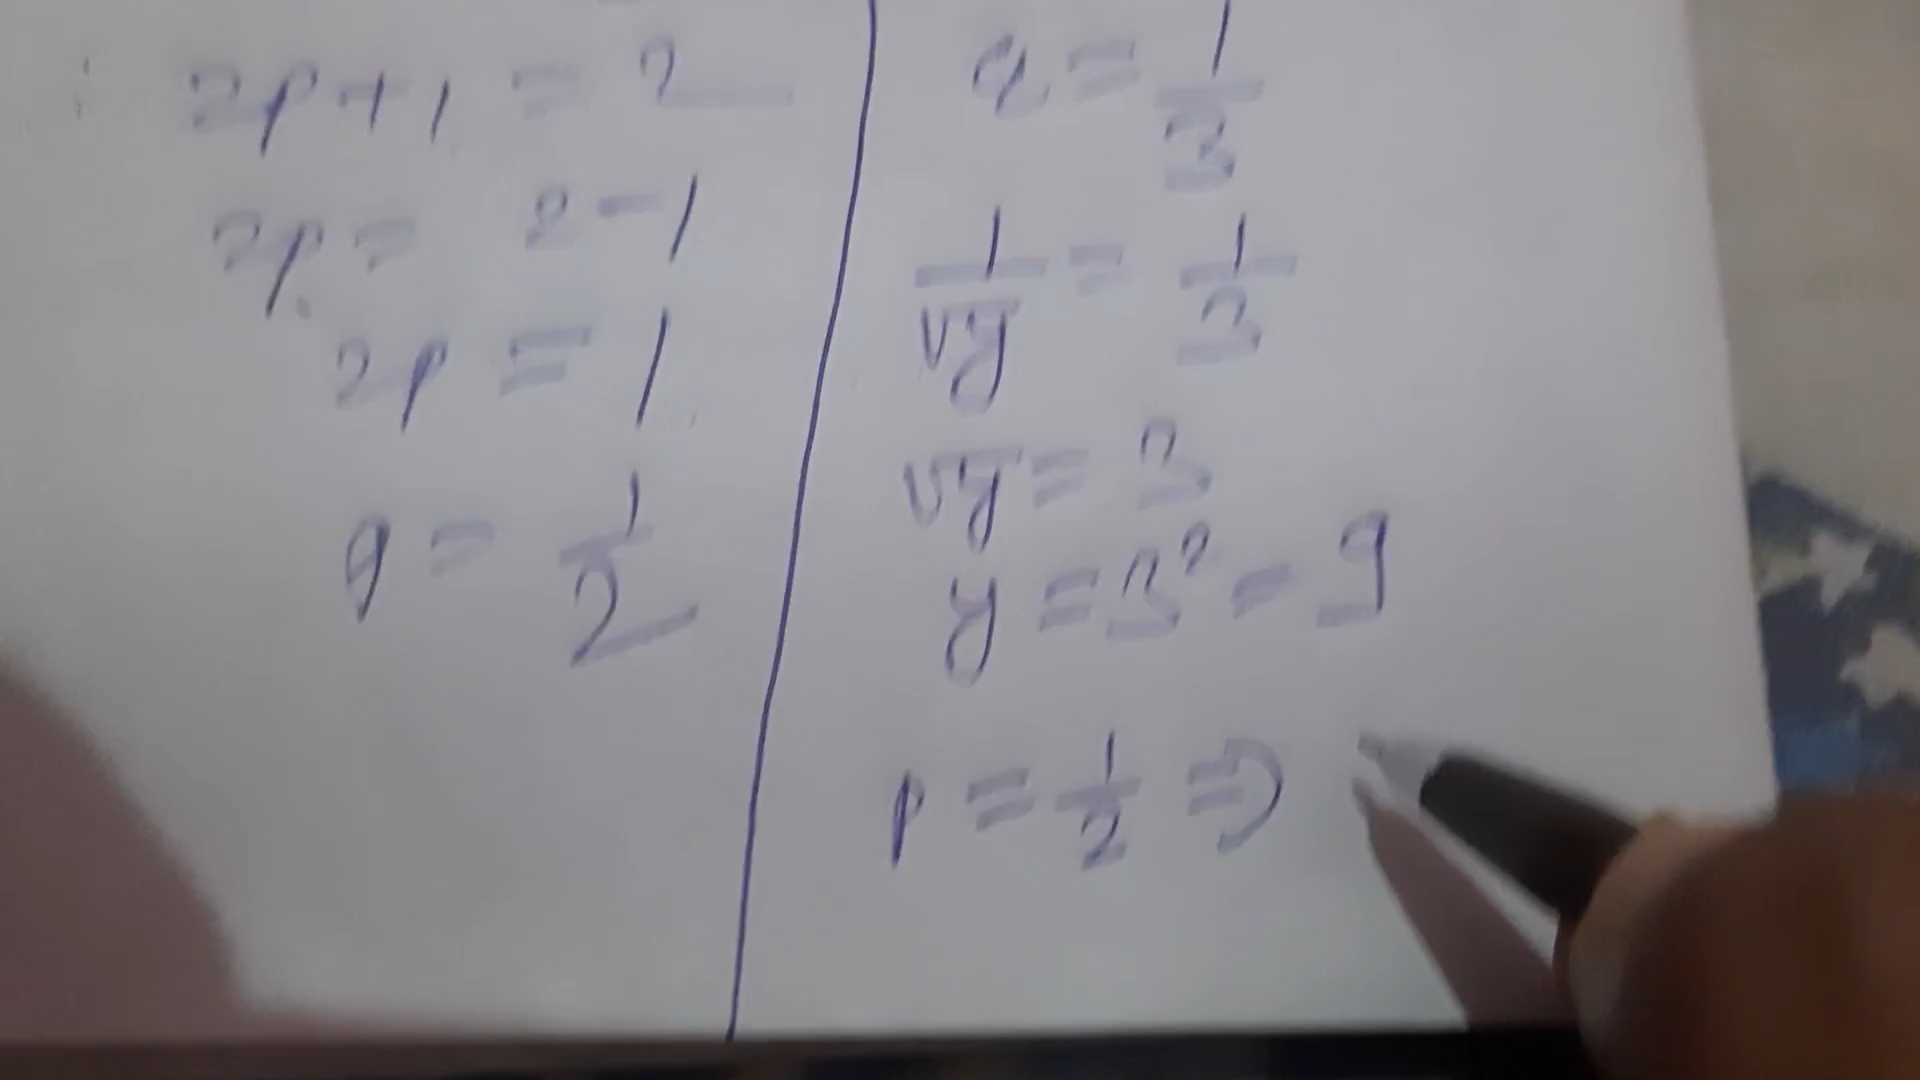 2p+1 = 2
2p = 2-1
2p = 1
p = 1/2
q = 1/3
1/√y = 1/3
√y = 3
y = 3² = 9
p = 1/2 ⇒